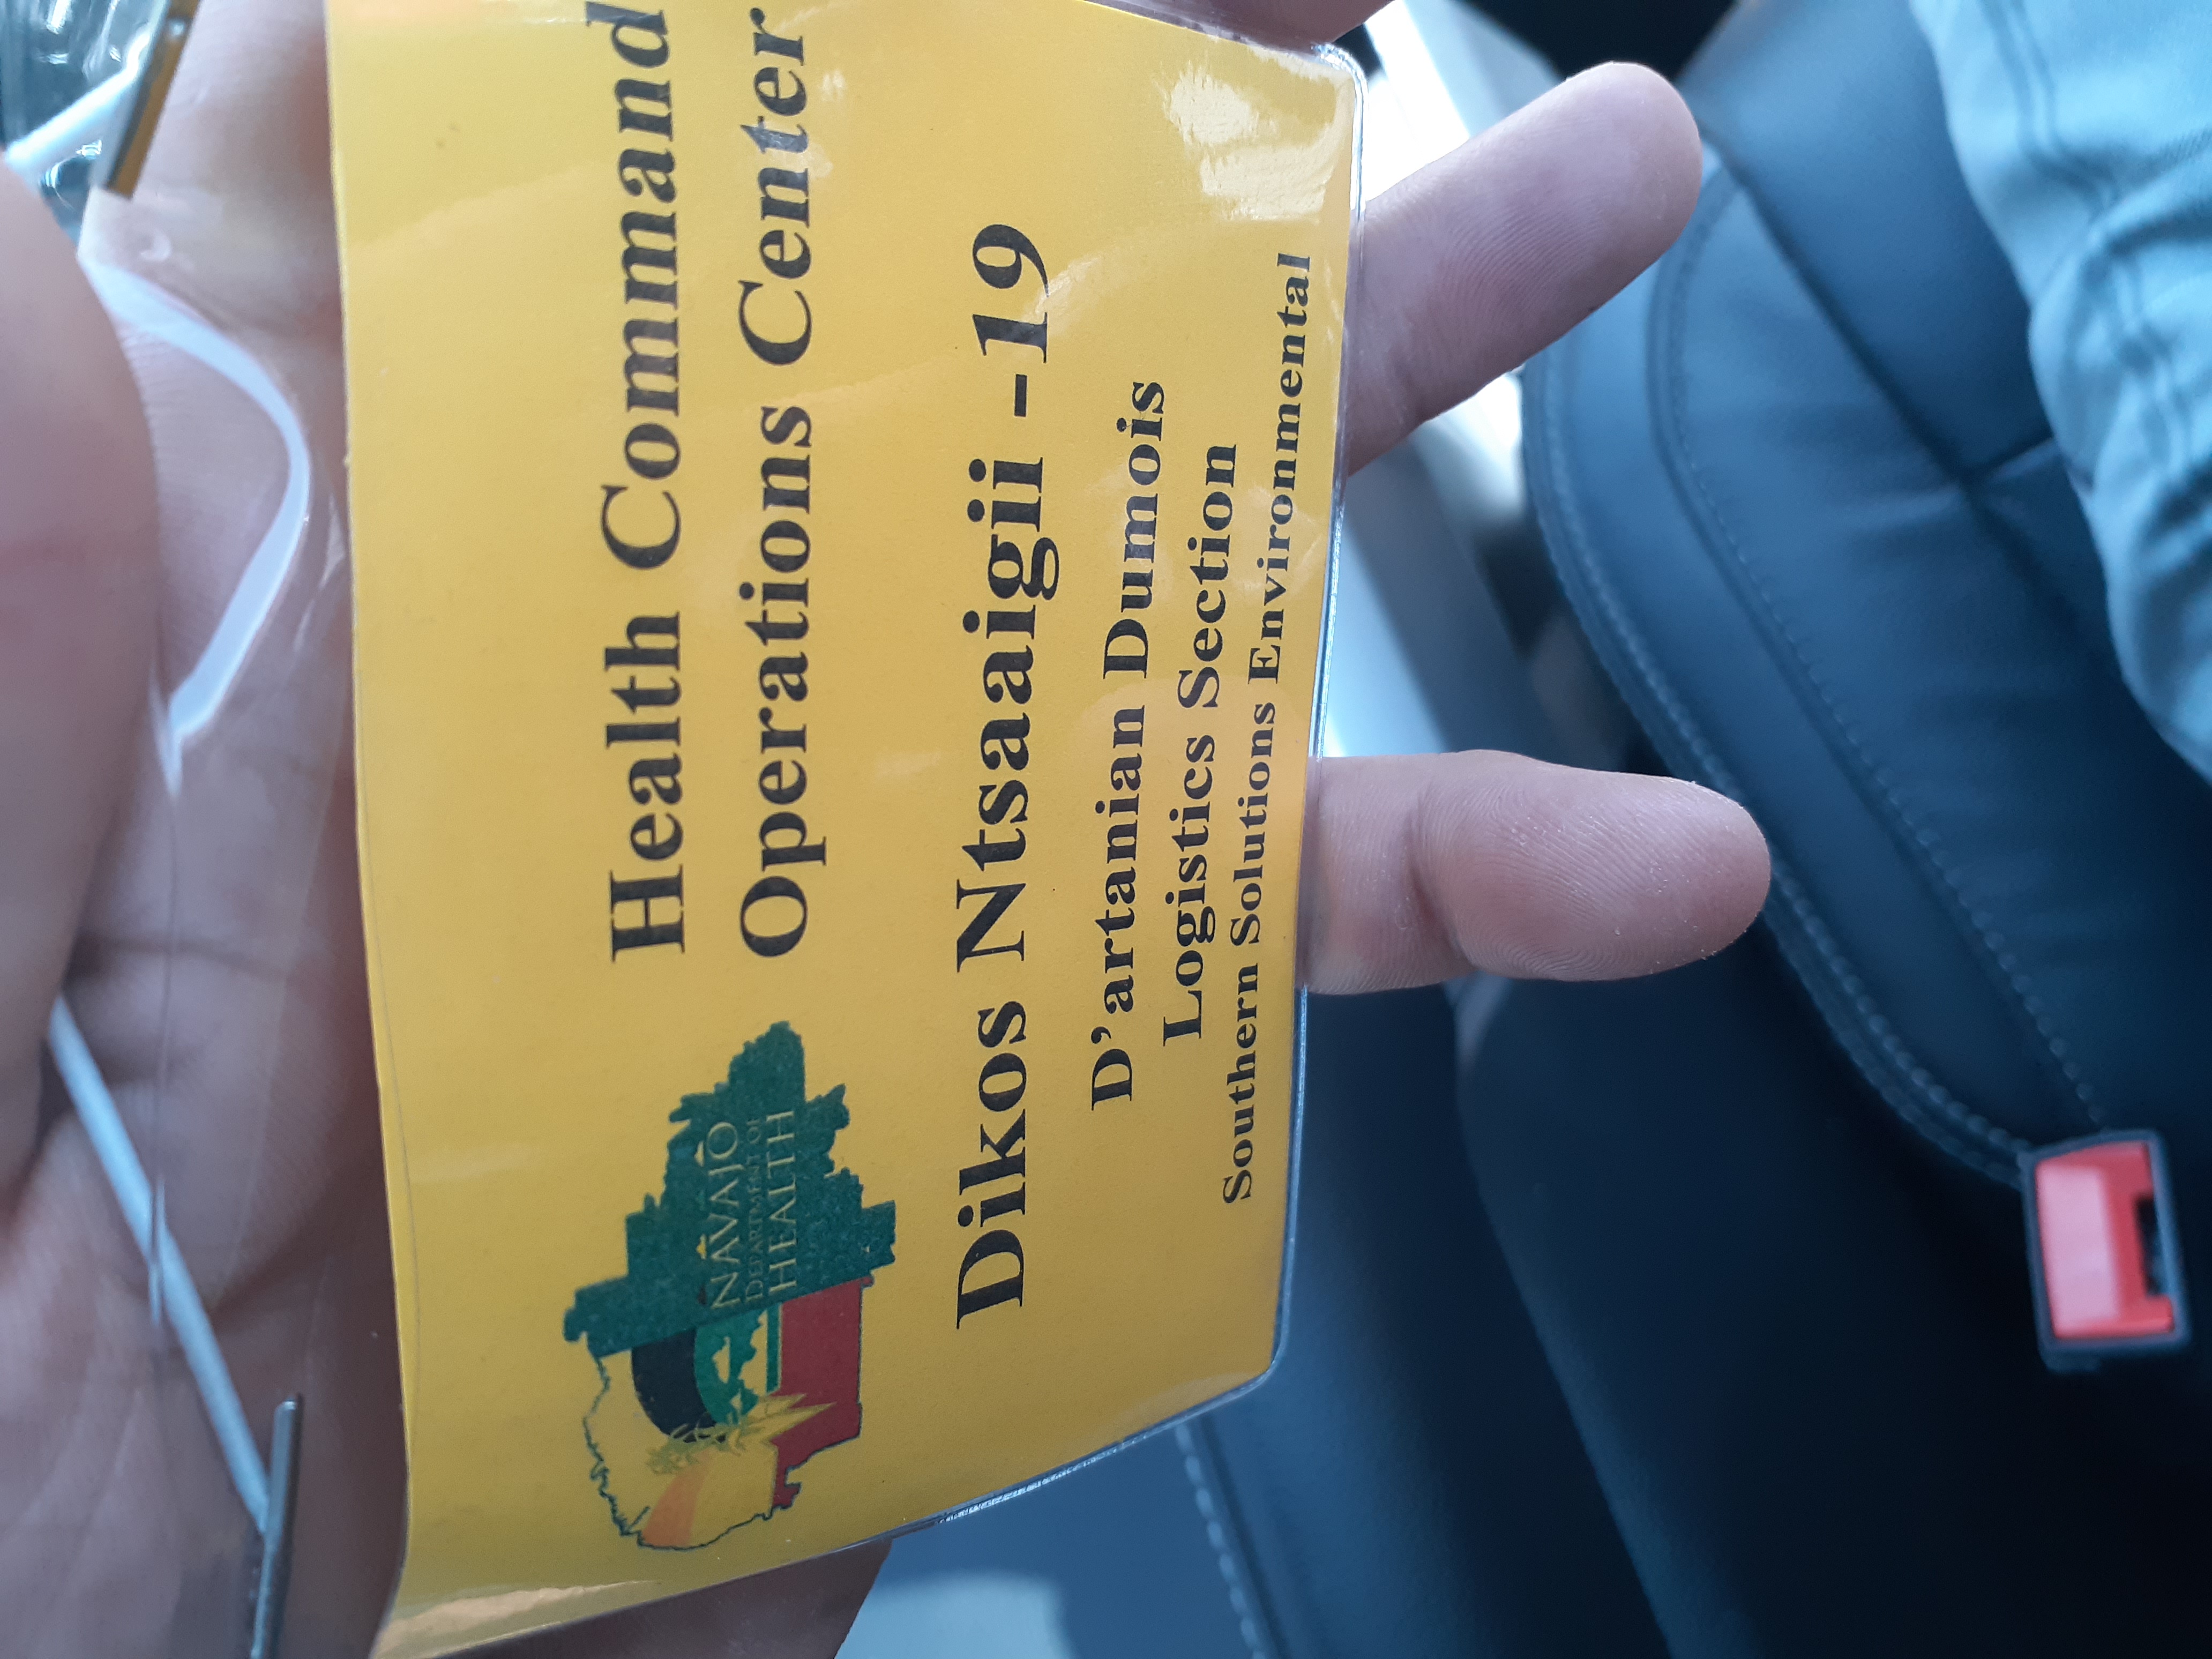 NAVAJO
DEPARTMENT OF
HEALTH
Health Command
Operations Center
Dikos Ntsaaigii -19
D’artanian Dumois
Logistics Section
Southern Solutions Environmental